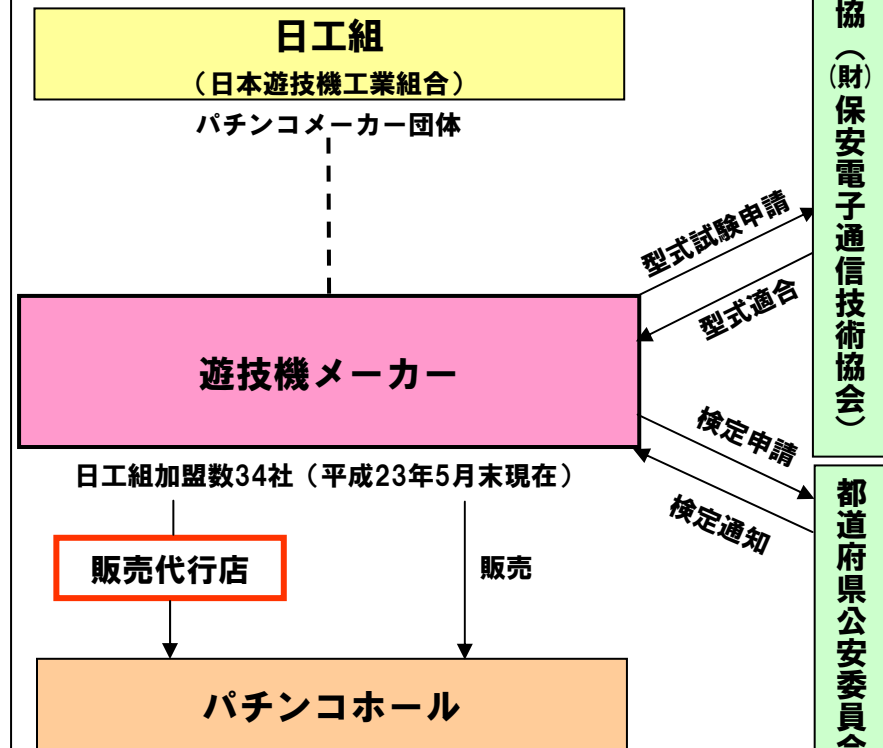 日工組
（日本遊技機工業組合）
パチンコメーカー団体
型式試験申請
型式適合
協（(財)保安電子通信技術協会）
遊技機メーカー
検定申請
検定通知
日工組加盟数34社（平成23年5月末現在）
販売代行店
販売
都道府県公安委員会
パチンコホール